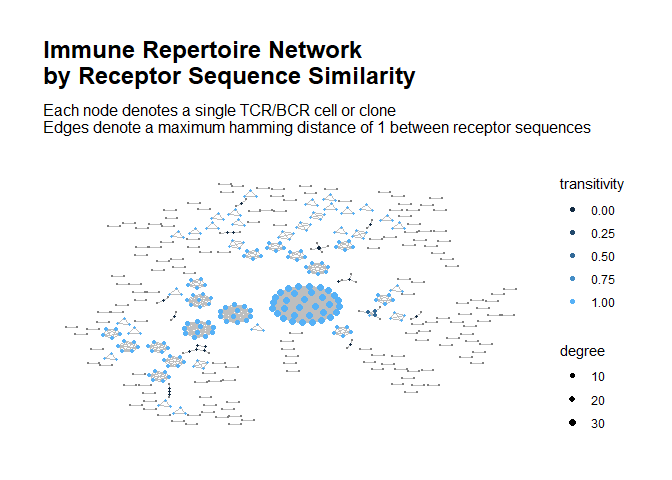 Immune Repertoire Network
by Receptor Sequence Similarity
Each node denotes a single TCR/BCR cell or clone
Edges denote a maximum hamming distance of 1 between receptor sequences
transitivity
0.00
0.25
0.50
0.75
1.00
degree
10
20
30